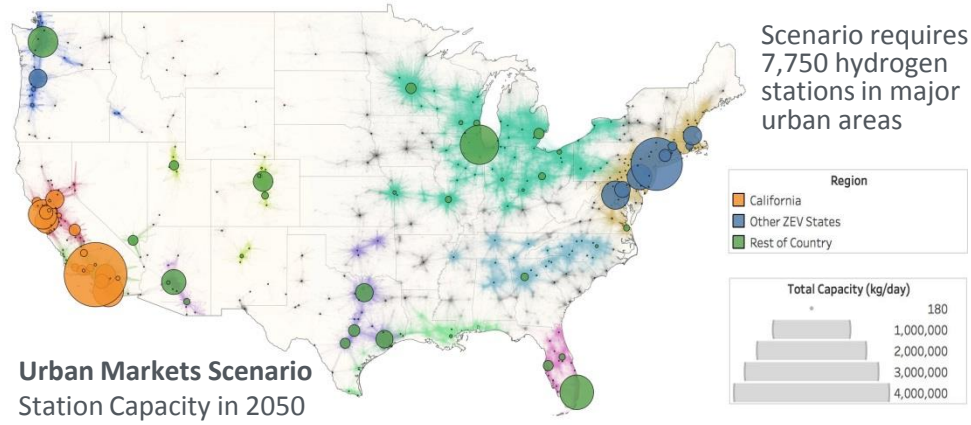 Scenario requires
7,750 hydrogen
stations in major
urban areas
Region
California
Other ZEV States
Rest of Country
Total Capacity (kg/day)
180
1,000,000
2,000,000
3,000,000
4,000,000
Urban Markets Scenario
Station Capacity in 2050